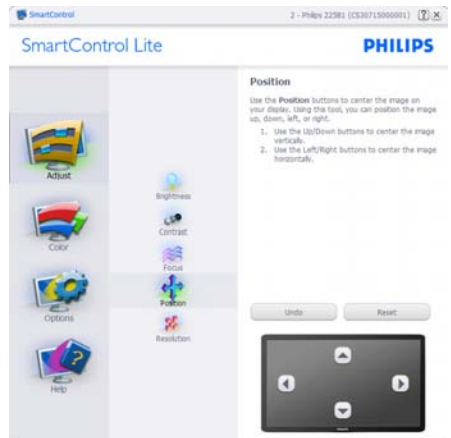 SmartControl
2 - Philips 225B1 (CS30715000001)
SmartControl Lite
PHILIPS
Adjust
Color
Options
Help
Brightness
Contrast
Focus
Position
Resolution
Position
Use the Position buttons to center the image on
your display. Using the tool, you can position the image
up, down, left, or right.
1. Use the Up/Down buttons to center the image
vertically.
2. Use the Left/Right buttons to center the image
horizontally.
Undo
Reset